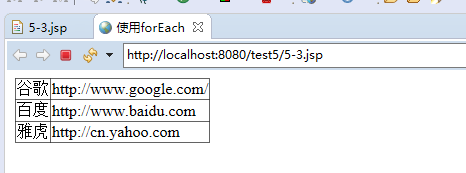 5-3.jsp
使用forEach
http://localhost:8080/test5/5-3.jsp
谷歌 http://www.google.com/
百度 http://www.baidu.com
雅虎 http://cn.yahoo.com